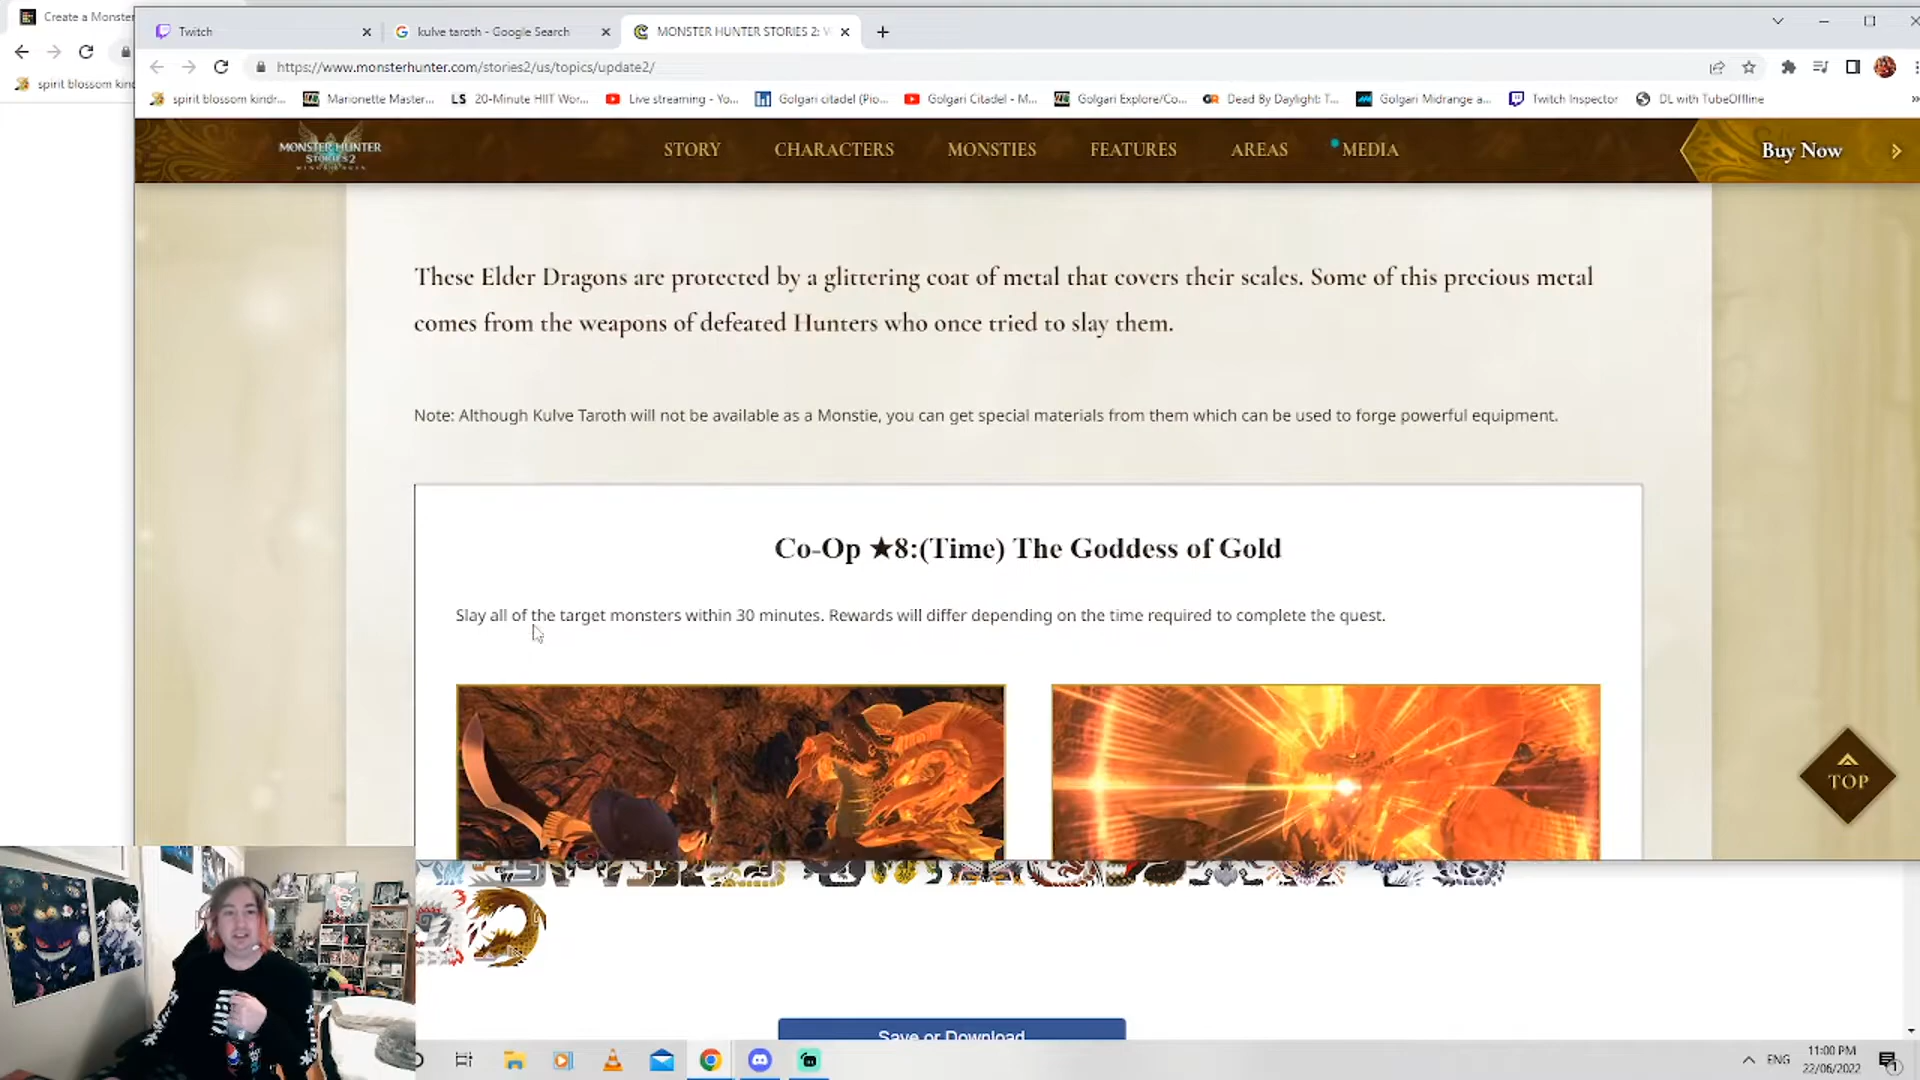 Create a Monster
Twitch
kulve taroth - Google Search
MONSTER HUNTER STORIES 2:
https://www.monsterhunter.com/stories2/us/topics/update2/
spirit blossom kind
spirit blossom kindr...
Marionette Master...
LS 20-Minute HIIT Wor...
Live streaming - Yo...
Golgari citadel (Pio...
Golgari Citadel - M...
Golgari Explore/Co...
Dead By Daylight: T...
Golgari Midrange a...
Twitch Inspector
DL with TubeOffline
MONSTER HUNTER
STORIES 2
STORY
CHARACTERS
MONSTIES
FEATURES
AREAS
MEDIA
Buy Now
These Elder Dragons are protected by a glittering coat of metal that covers their scales. Some of this precious metal
comes from the weapons of defeated Hunters who once tried to slay them.
Note: Although Kulve Taroth will not be available as a Monstie, you can get special materials from them which can be used to forge powerful equipment.
Co-Op ★8:(Time) The Goddess of Gold
Slay all of the target monsters within 30 minutes. Rewards will differ depending on the time required to complete the quest.
TOP
Save or Download
ENG
11:00 PM
22/06/2022